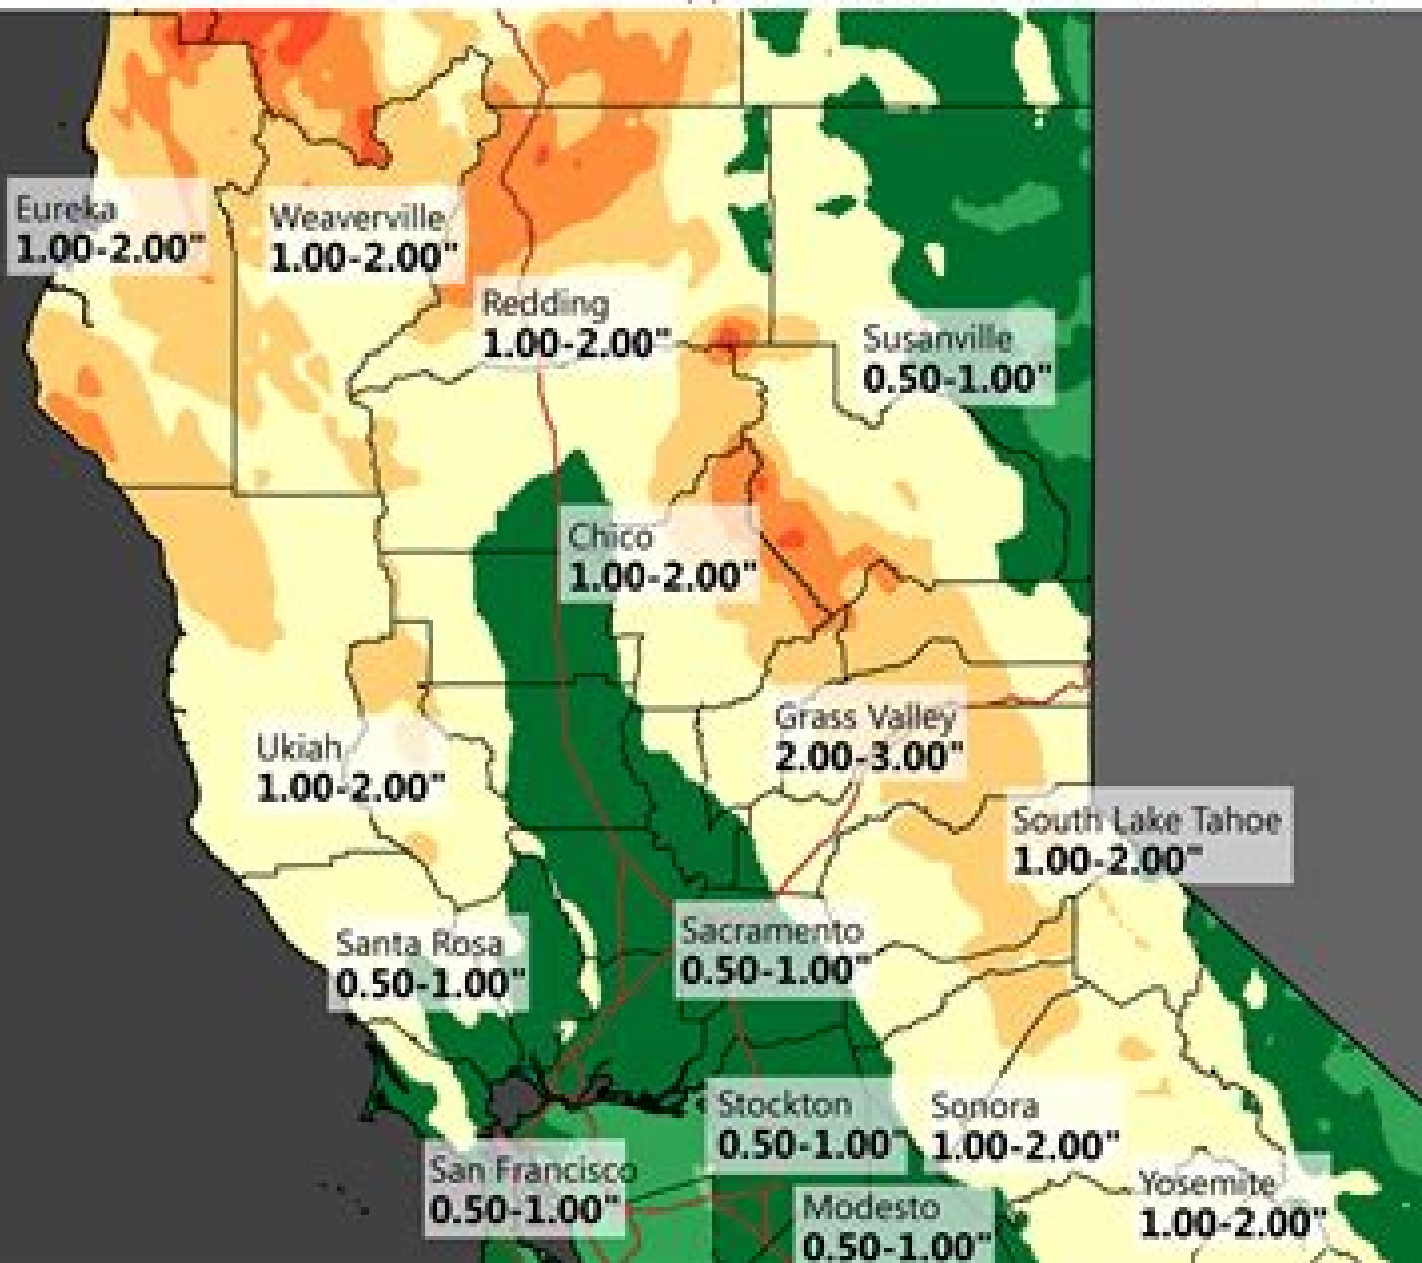 Eureka
1.00-2.00"
Weaverville
1.00-2.00"
Redding
1.00-2.00"
Susanville
0.50-1.00"
Chico
1.00-2.00"
Grass Valley
2.00-3.00"
Ukiah
1.00-2.00"
South Lake Tahoe
1.00-2.00"
Santa Rosa
0.50-1.00"
Sacramento
0.50-1.00"
Stockton
0.50-1.00"
Sonora
1.00-2.00"
San Francisco
0.50-1.00"
Yosemite
1.00-2.00"
Modesto
0.50-1.00"